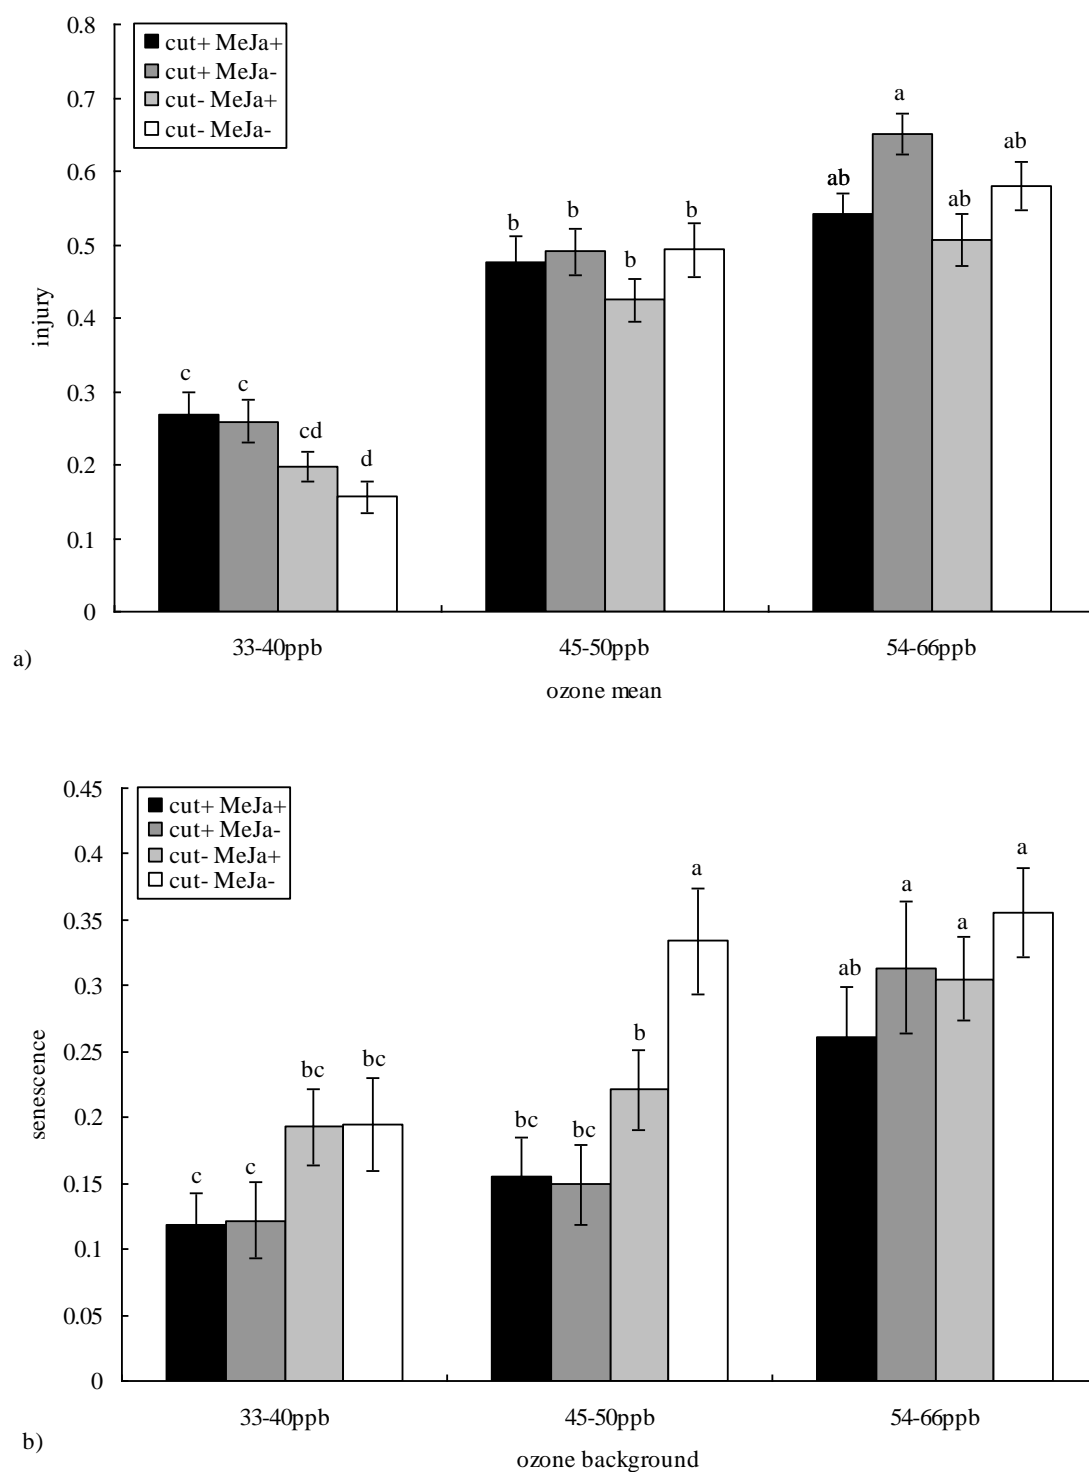 0.8
cut+ MeJa+
cut+ MeJa-
cut- MeJa+
cut- MeJa-
0.7
0.6
0.5
0.4
0.3
0.2
0.1
0
injury
c
c
cd
d
b
b
b
b
ab
a
ab
ab
33-40ppb
45-50ppb
54-66ppb
a)
ozone mean
0.45
cut+ MeJa+
cut+ MeJa-
cut- MeJa+
cut- MeJa-
0.4
0.35
0.3
0.25
0.2
0.15
0.1
0.05
0
senescence
c
c
bc
bc
bc
bc
b
a
ab
a
a
a
33-40ppb
45-50ppb
54-66ppb
b)
ozone background